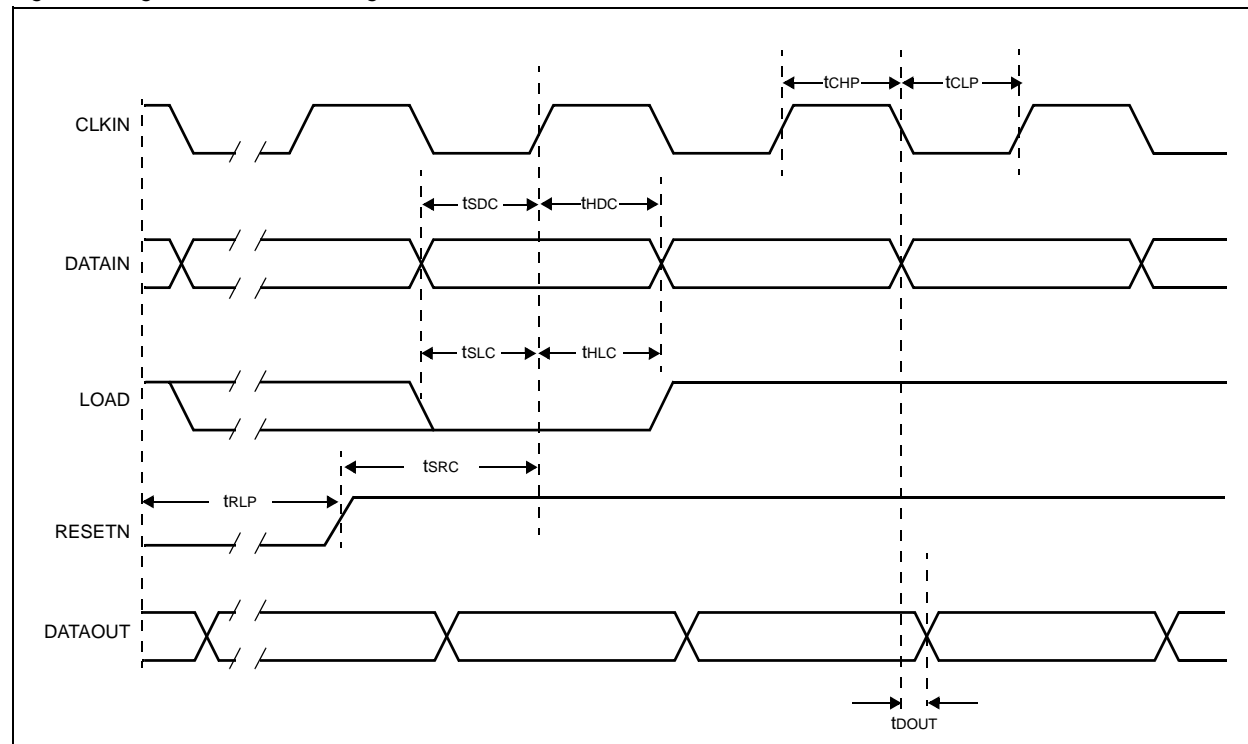 tCHP
tCLP
CLKIN
tSDC
tHDC
DATAIN
tSLC
tHLC
LOAD
tSRC
tRLP
RESETN
DATAOUT
tDOUT